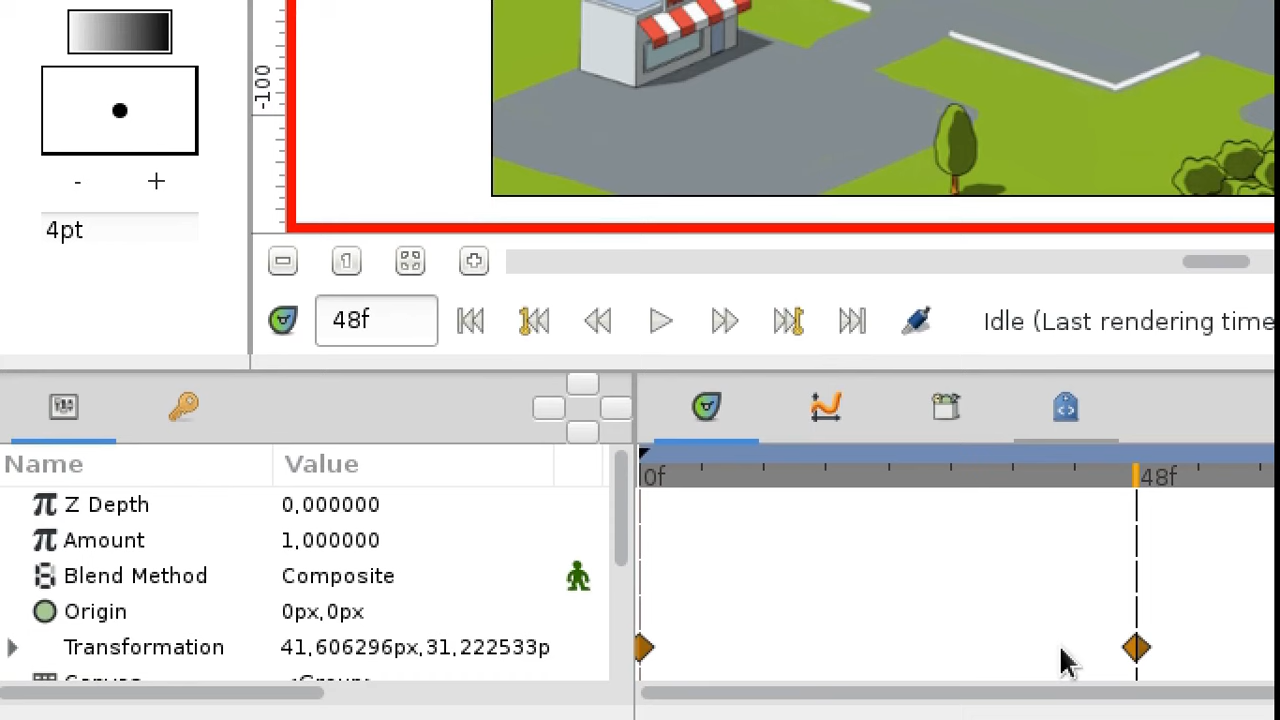 -100
- +
4pt
48f
Idle (Last rendering time
Name Value
0f 48f
Z Depth 0,000000
Amount 1,000000
Blend Method Composite
Origin 0px,0px
Transformation 41,606296px,31,222533p